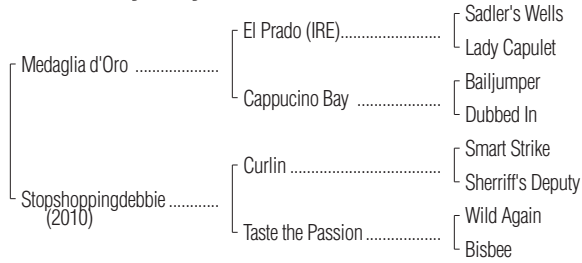 Sadler's Wells
El Prado (IRE)....................
Lady Capulet
Medaglia d'Oro ..................
Bailjumper
Cappucino Bay ..................
Dubbed In
Smart Strike
Curlin ................................
Sherriff's Deputy
Stopshoppingdebbie ...........
(2010)
Wild Again
Taste the Passion................
Bisbee